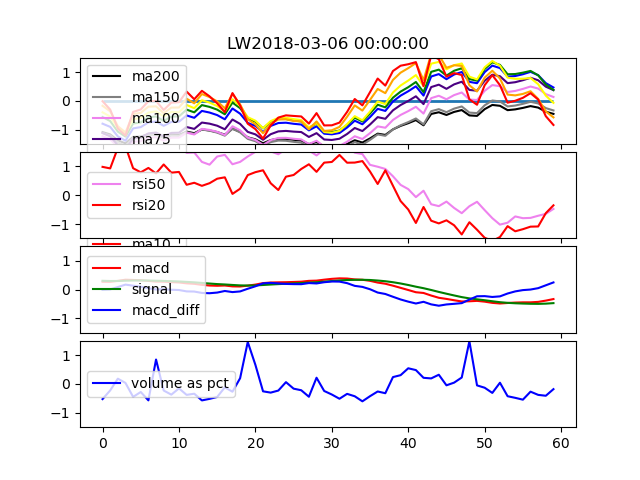 LW2018-03-06 00:00:00
1
0
−1
ma200
ma150
ma100
ma75
1
0
−1
rsi50
rsi20
ma10
1
0
−1
macd
signal
macd_diff
1
0
−1
volume as pct
0 10 20 30 40 50 60